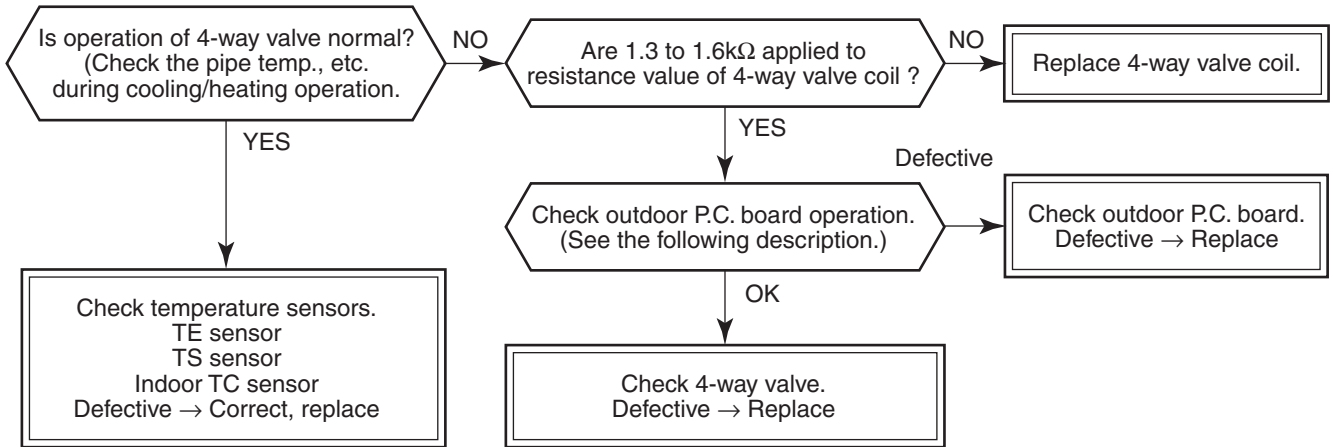 Is operation of 4-way valve normal?
(Check the pipe temp., etc.
during cooling/heating operation.
NO
Are 1.3 to 1.6kΩ applied to
resistance value of 4-way valve coil ?
NO
Replace 4-way valve coil.
YES
YES
Defective
Check outdoor P.C. board operation.
(See the following description.)
Check outdoor P.C. board.
Defective → Replace
OK
Check temperature sensors.
TE sensor
TS sensor
Indoor TC sensor
Defective → Correct, replace
Check 4-way valve.
Defective → Replace